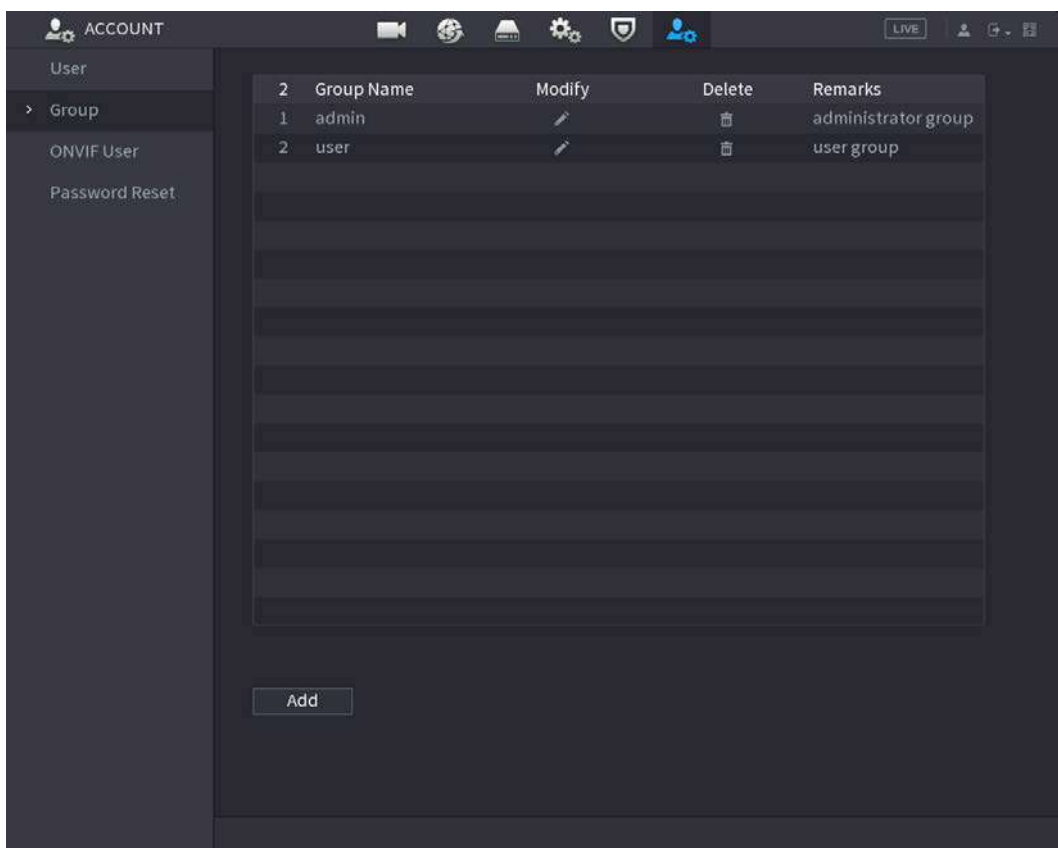 ACCOUNT LIVE
User
Group
ONVIF User
Password Reset
2 Group Name Modify Delete Remarks
1 admin administrator group
2 user user group
Add